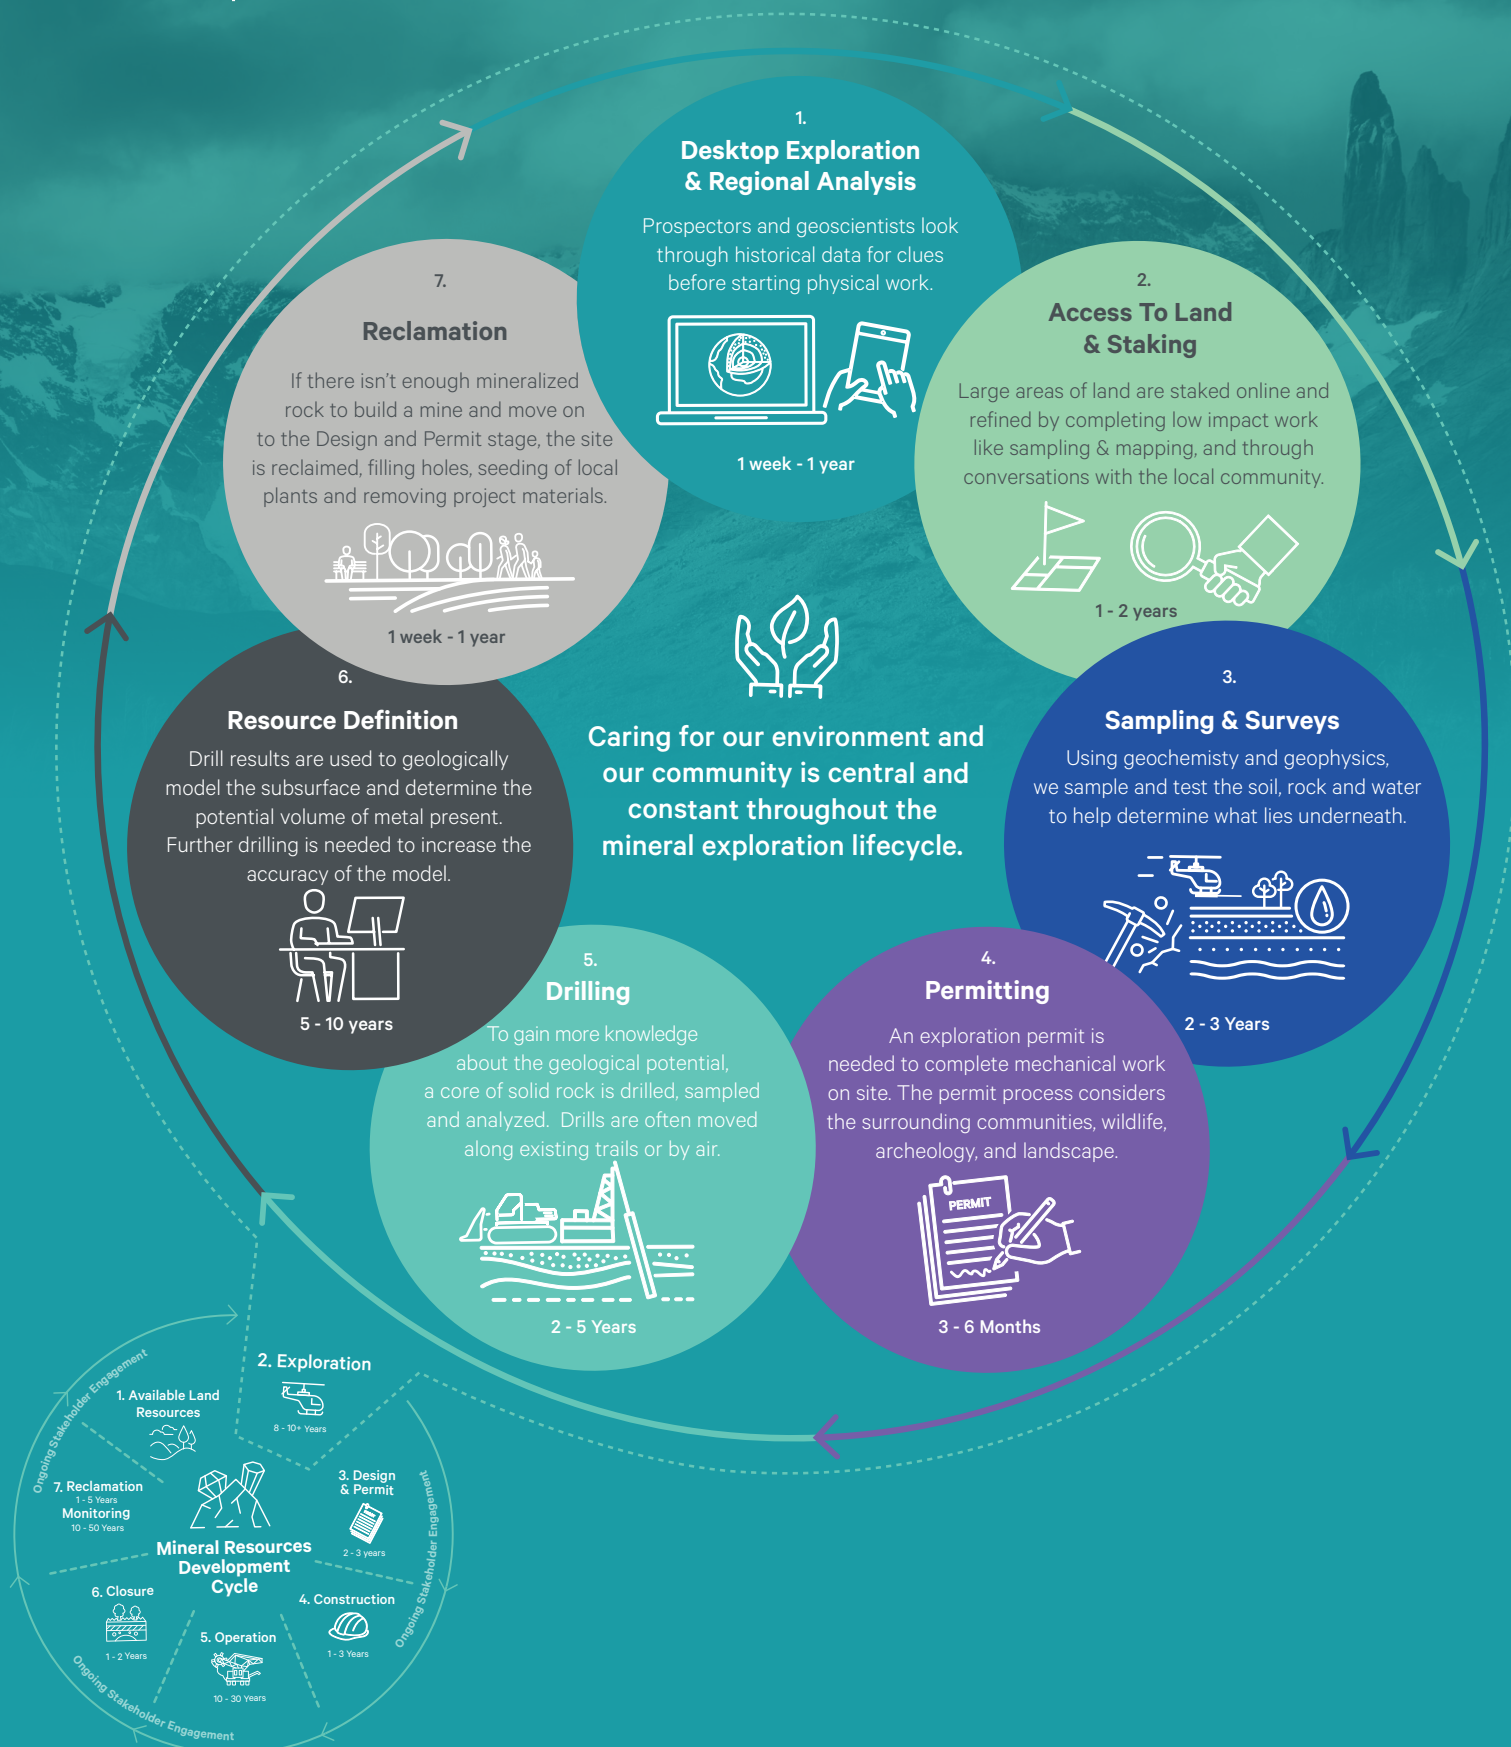 1.
Desktop Exploration
& Regional Analysis
Prospectors and geoscientists look
through historical data for clues
before starting physical work.
1 week - 1 year
2.
Access To Land
& Staking
Large areas of land are staked online and
refined by completing low impact work
like sampling & mapping, and through
conversations with the local community.
1 - 2 years
3.
Sampling & Surveys
Using geochemisty and geophysics,
we sample and test the soil, rock and water
to help determine what lies underneath.
2 - 3 Years
4.
Permitting
An exploration permit is
needed to complete mechanical work
on site. The permit process considers
the surrounding communities, wildlife,
archeology, and landscape.
PERMIT
3 - 6 Months
5.
Drilling
To gain more knowledge
about the geological potential,
a core of solid rock is drilled, sampled
and analyzed. Drills are often moved
along existing trails or by air.
2 - 5 Years
6.
Resource Definition
Drill results are used to geologically
model the subsurface and determine the
potential volume of metal present.
Further drilling is needed to increase the
accuracy of the model.
5 - 10 years
7.
Reclamation
If there isn't enough mineralized
rock to build a mine and move on
to the Design and Permit stage, the site
is reclaimed, filling holes, seeding of local
plants and removing project materials.
1 week - 1 year
Caring for our environment and
our community is central and
constant throughout the
mineral exploration lifecycle.
Mineral Resources
Development
Cycle
1. Available Land
Resources
2. Exploration
8 - 10+ Years
3. Design
& Permit
2 - 3 years
4. Construction
1 - 3 Years
5. Operation
10 - 30 Years
6. Closure
1 - 2 Years
7. Reclamation
1 - 5 Years
Monitoring
10 - 50 Years
Ongoing Stakeholder Engagement
Ongoing Stakeholder Engagement
Ongoing Stakeholder Engagement